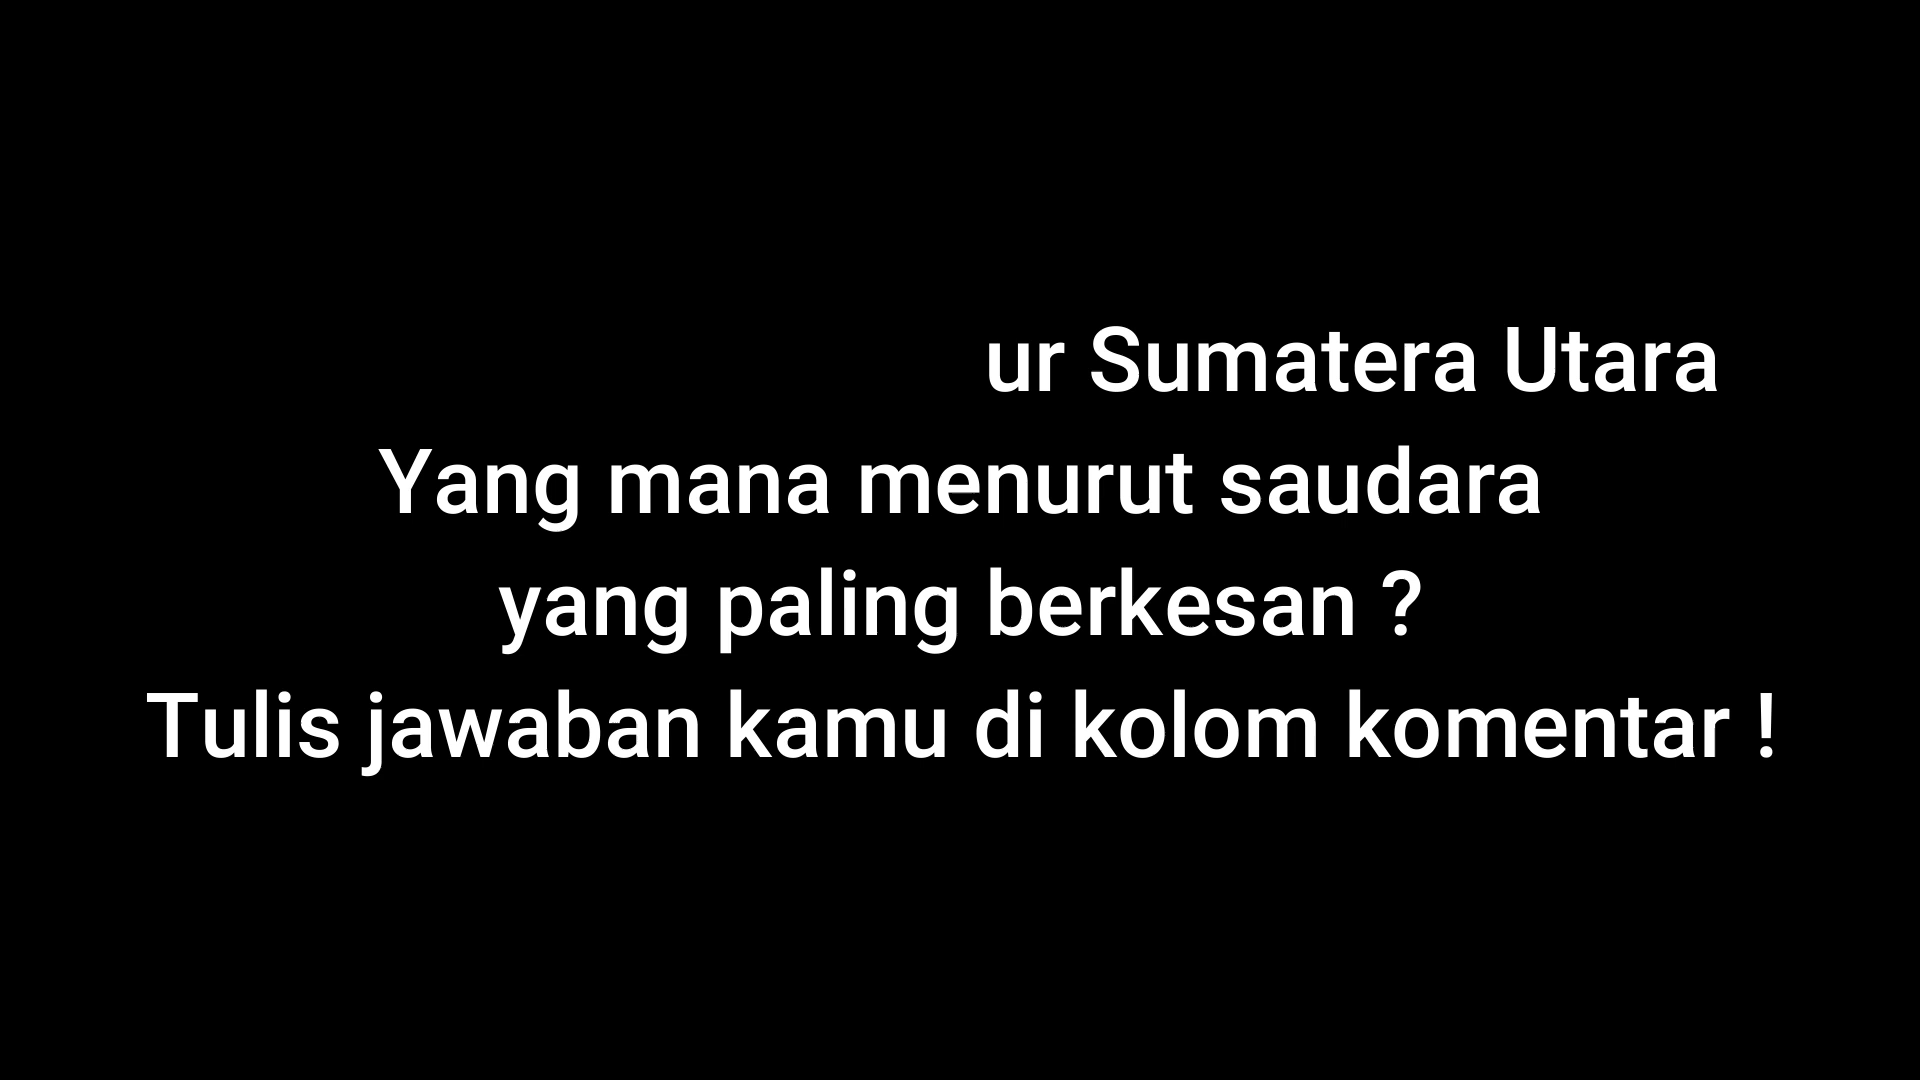 ur Sumatera Utara
Yang mana menurut saudara
yang paling berkesan ?
Tulis jawaban kamu di kolom komentar !